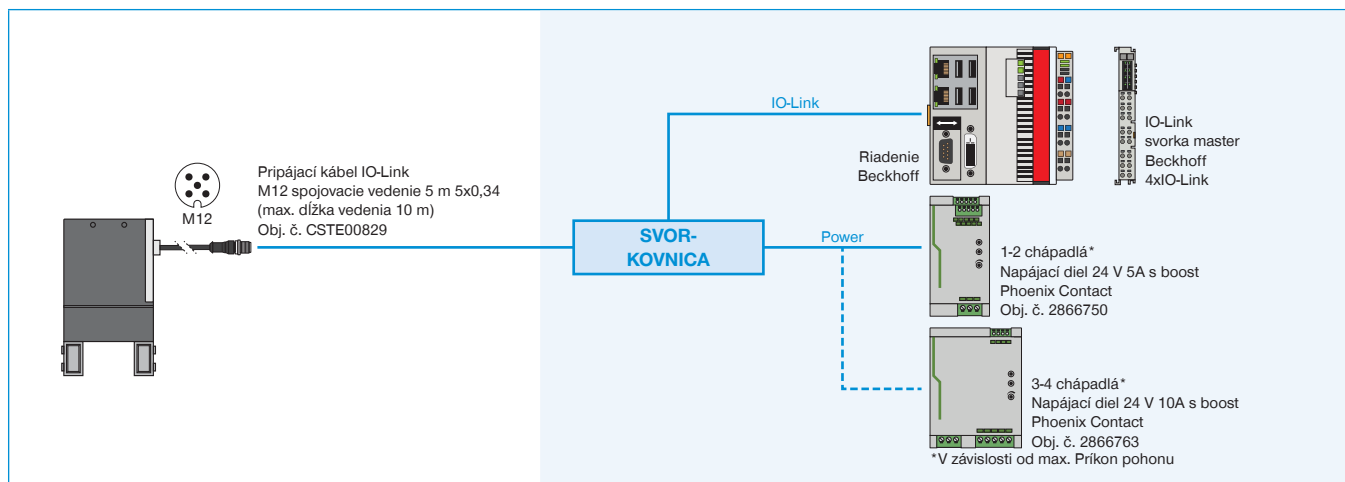 Pripájací kábel IO-Link
M12 spojovacie vedenie 5 m 5x0,34
(max. dĺžka vedenia 10 m)
Obj. č. CSTE00829
M12
SVOR-
KOVNICA
IO-Link
Power
Riadenie
Beckhoff
IO-Link
svorka master
Beckhoff
4xIO-Link
1-2 chápadlá*
Napájací diel 24 V 5A s boost
Phoenix Contact
Obj. č. 2866750
3-4 chápadlá*
Napájací diel 24 V 10A s boost
Phoenix Contact
Obj. č. 2866763
*V závislosti od max. Príkon pohonu